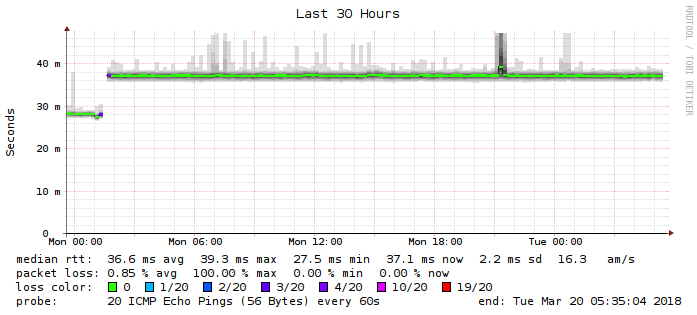 Last 30 Hours
RRDTOOL / TOBI OETIKER
Seconds
40 m
30 m
20 m
10 m
0
Mon 00:00 Mon 06:00 Mon 12:00 Mon 18:00 Tue 00:00
median rtt: 36.6 ms avg 39.3 ms max 27.5 ms min 37.1 ms now 2.2 ms sd 16.3 am/s
packet loss: 0.85 % avg 100.00 % max 0.00 % min 0.00 % now
loss color: 0 1/20 2/20 3/20 4/20 10/20 19/20
probe: 20 ICMP Echo Pings (56 Bytes) every 60s end: Tue Mar 20 05:35:04 2018